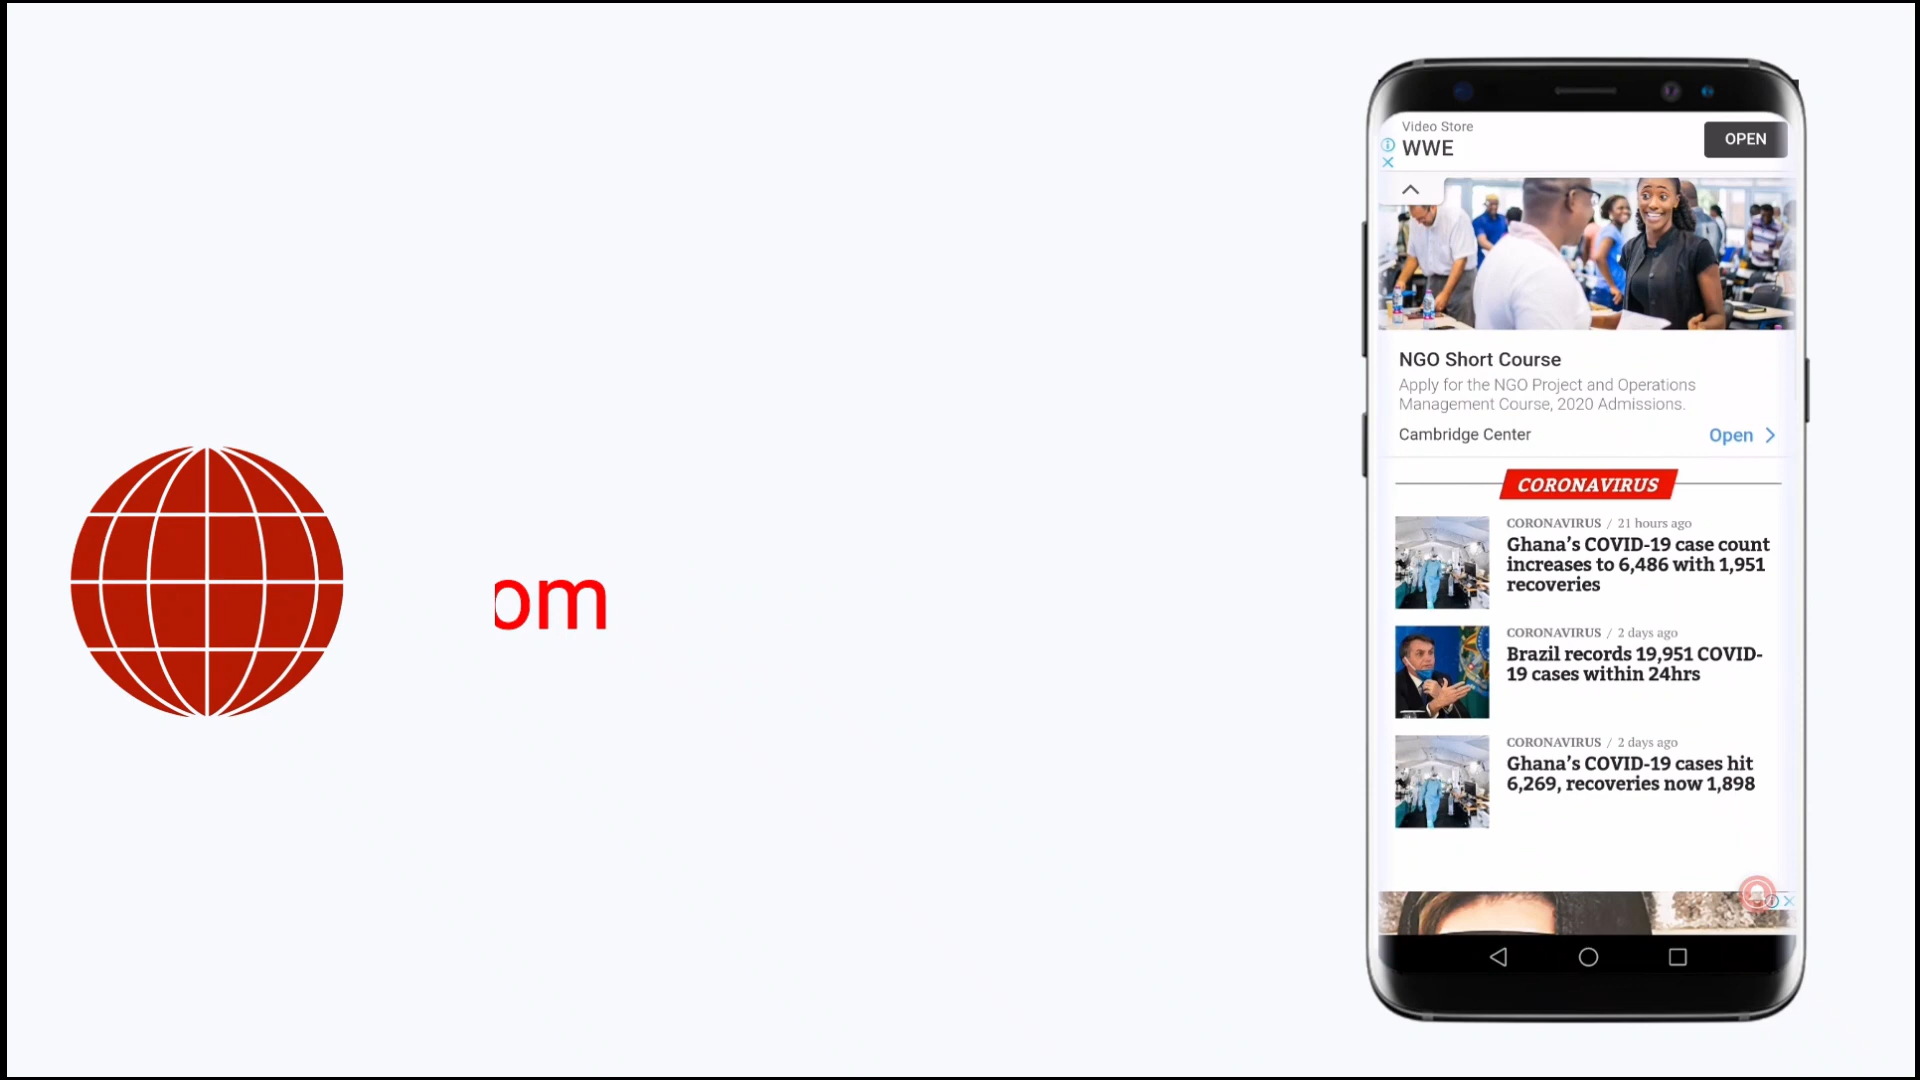 om
Video Store
WWE
OPEN
NGO Short Course
Apply for the NGO Project and Operations
Management Course, 2020 Admissions.
Cambridge Center
Open
CORONAVIRUS
CORONAVIRUS / 21 hours ago
Ghana's COVID-19 case count
increases to 6,486 with 1,951
recoveries
CORONAVIRUS / 2 days ago
Brazil records 19,951 COVID-
19 cases within 24hrs
CORONAVIRUS / 2 days ago
Ghana's COVID-19 cases hit
6,269, recoveries now 1,898